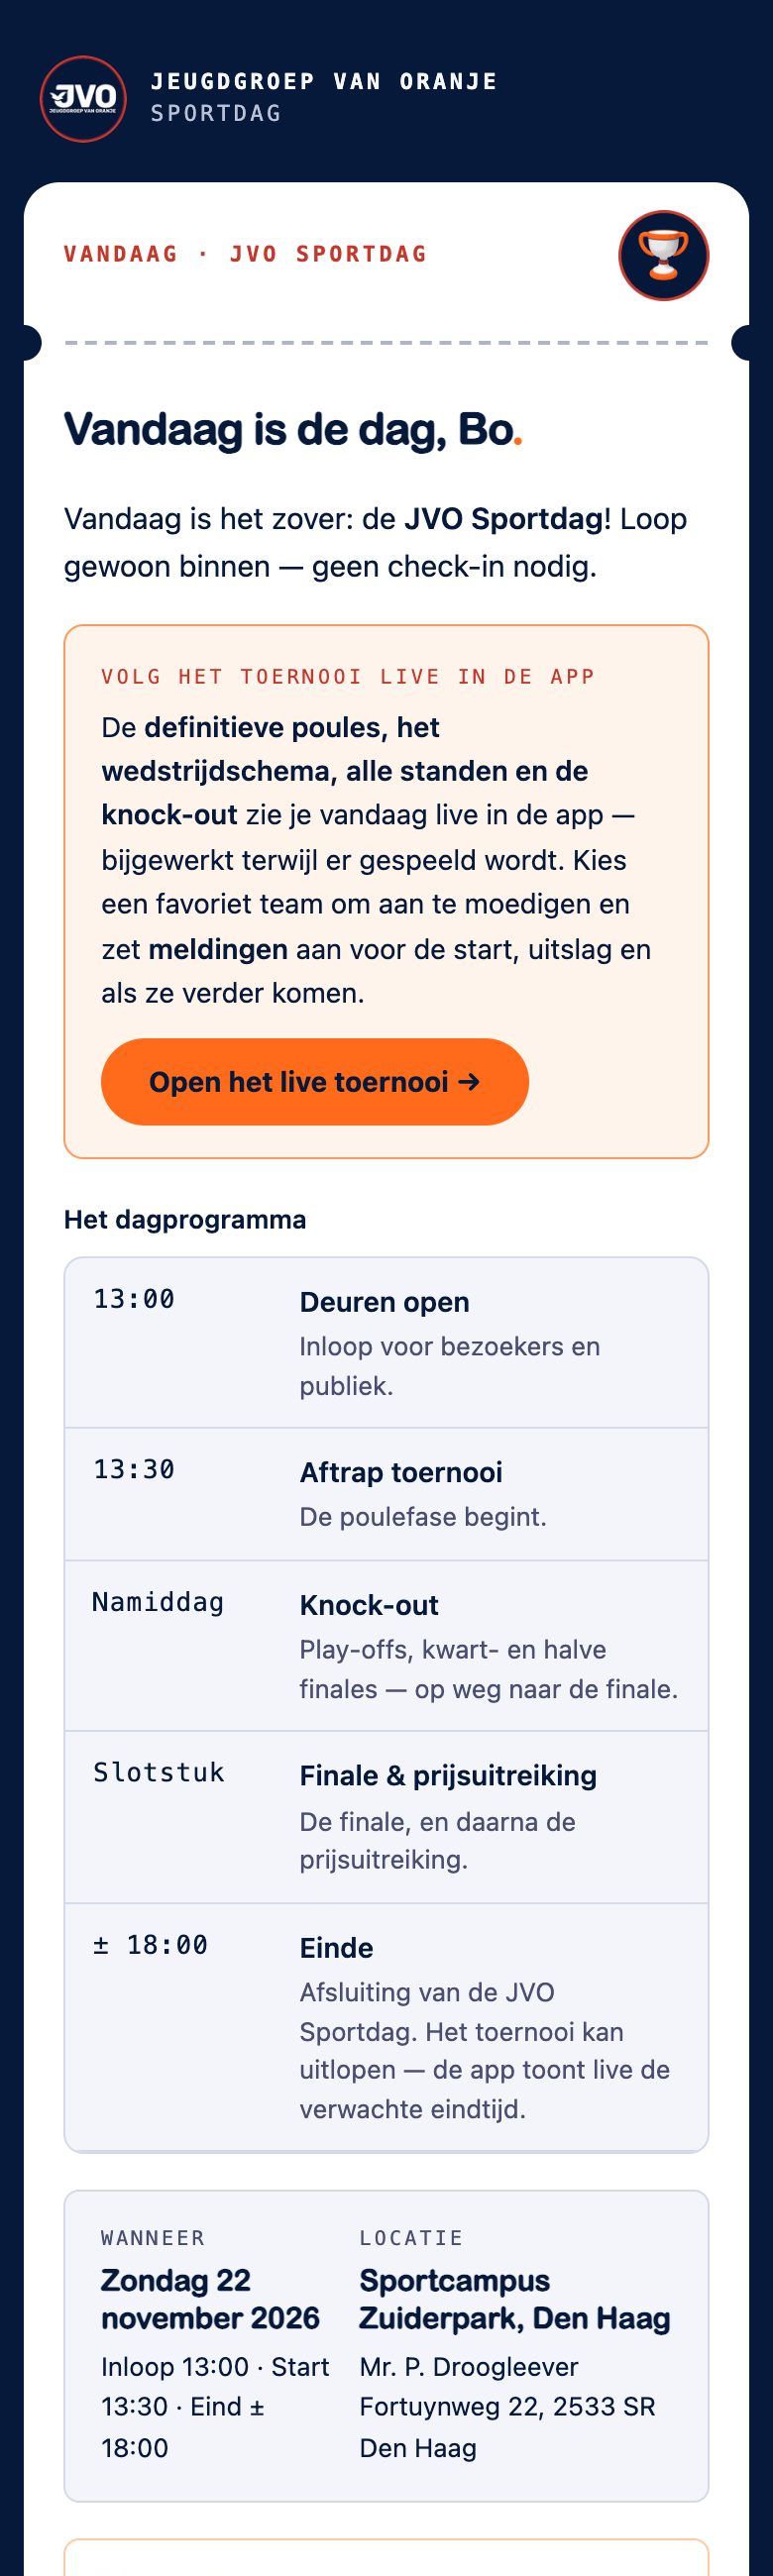 JVO
JEUGDGROEP VAN ORANJE
JEUGDGROEP VAN ORANJE
SPORTDAG
VANDAAG · JVO SPORTDAG
Vandaag is de dag, Bo.
Vandaag is het zover: de JVO Sportdag! Loop
gewoon binnen — geen check-in nodig.
VOLG HET TOERNOOI LIVE IN DE APP
De definitieve poules, het
wedstrijdschema, alle standen en de
knock-out zie je vandaag live in de app —
bijgewerkt terwijl er gespeeld wordt. Kies
een favoriet team om aan te moedigen en
zet meldingen aan voor de start, uitslag en
als ze verder komen.
Open het live toernooi →
Het dagprogramma
13:00
Deuren open
Inloop voor bezoekers en
publiek.
13:30
Aftrap toernooi
De poulefase begint.
Namiddag
Knock-out
Play-offs, kwart- en halve
finales — op weg naar de finale.
Slotstuk
Finale & prijsuitreiking
De finale, en daarna de
prijsuitreiking.
± 18:00
Einde
Afsluiting van de JVO
Sportdag. Het toernooi kan
uitlopen — de app toont live de
verwachte eindtijd.
WANNEER
Zondag 22
november 2026
Inloop 13:00 · Start
13:30 · Eind ±
18:00
LOCATIE
Sportcampus
Zuiderpark, Den Haag
Mr. P. Droogleever
Fortuynweg 22, 2533 SR
Den Haag